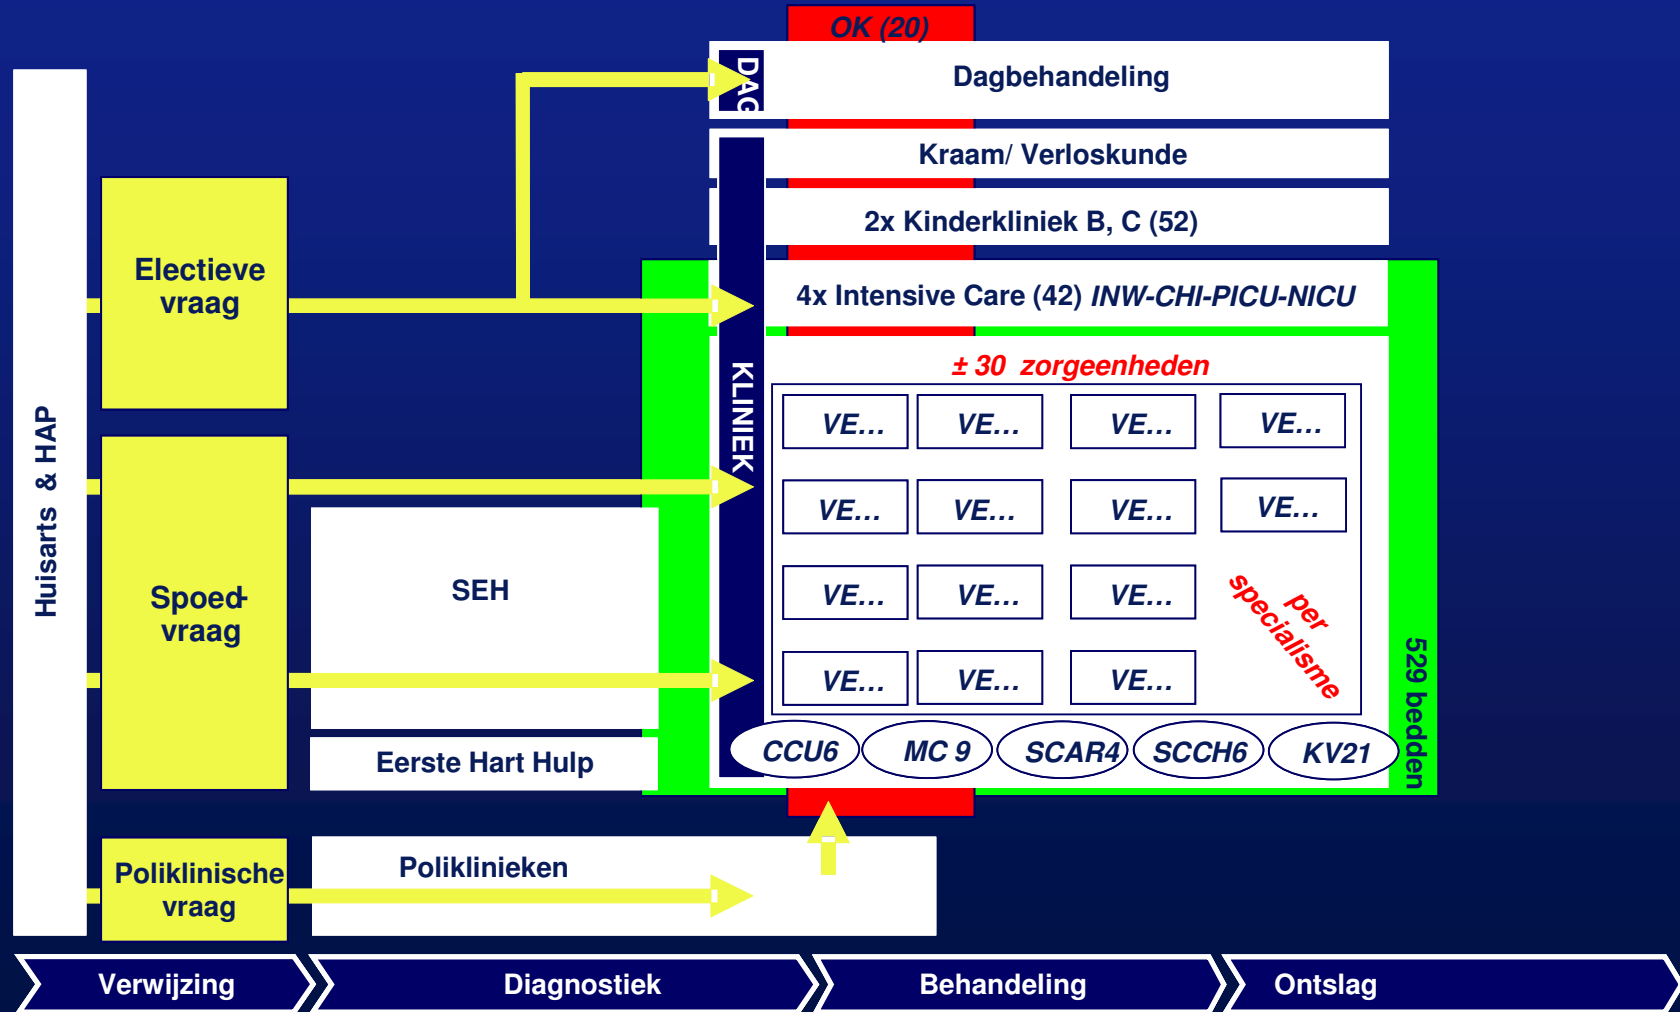 OK (20)
DAG
Dagbehandeling
Kraam/ Verloskunde
2x Kinderkliniek B, C (52)
4x Intensive Care (42) INW-CHI-PICU-NICU
KLINIEK
± 30 zorgeenheden
VE... VE... VE... VE...
VE... VE... VE... VE...
VE... VE... VE...
VE... VE... VE...
per
specialisme
529 bedden
CCU6 MC 9 SCAR4 SCCH6 KV21
Huisarts & HAP
Electieve
vraag
Spoed-
vraag
SEH
Eerste Hart Hulp
Poliklinische
vraag
Poliklinieken
Verwijzing Diagnostiek Behandeling Ontslag